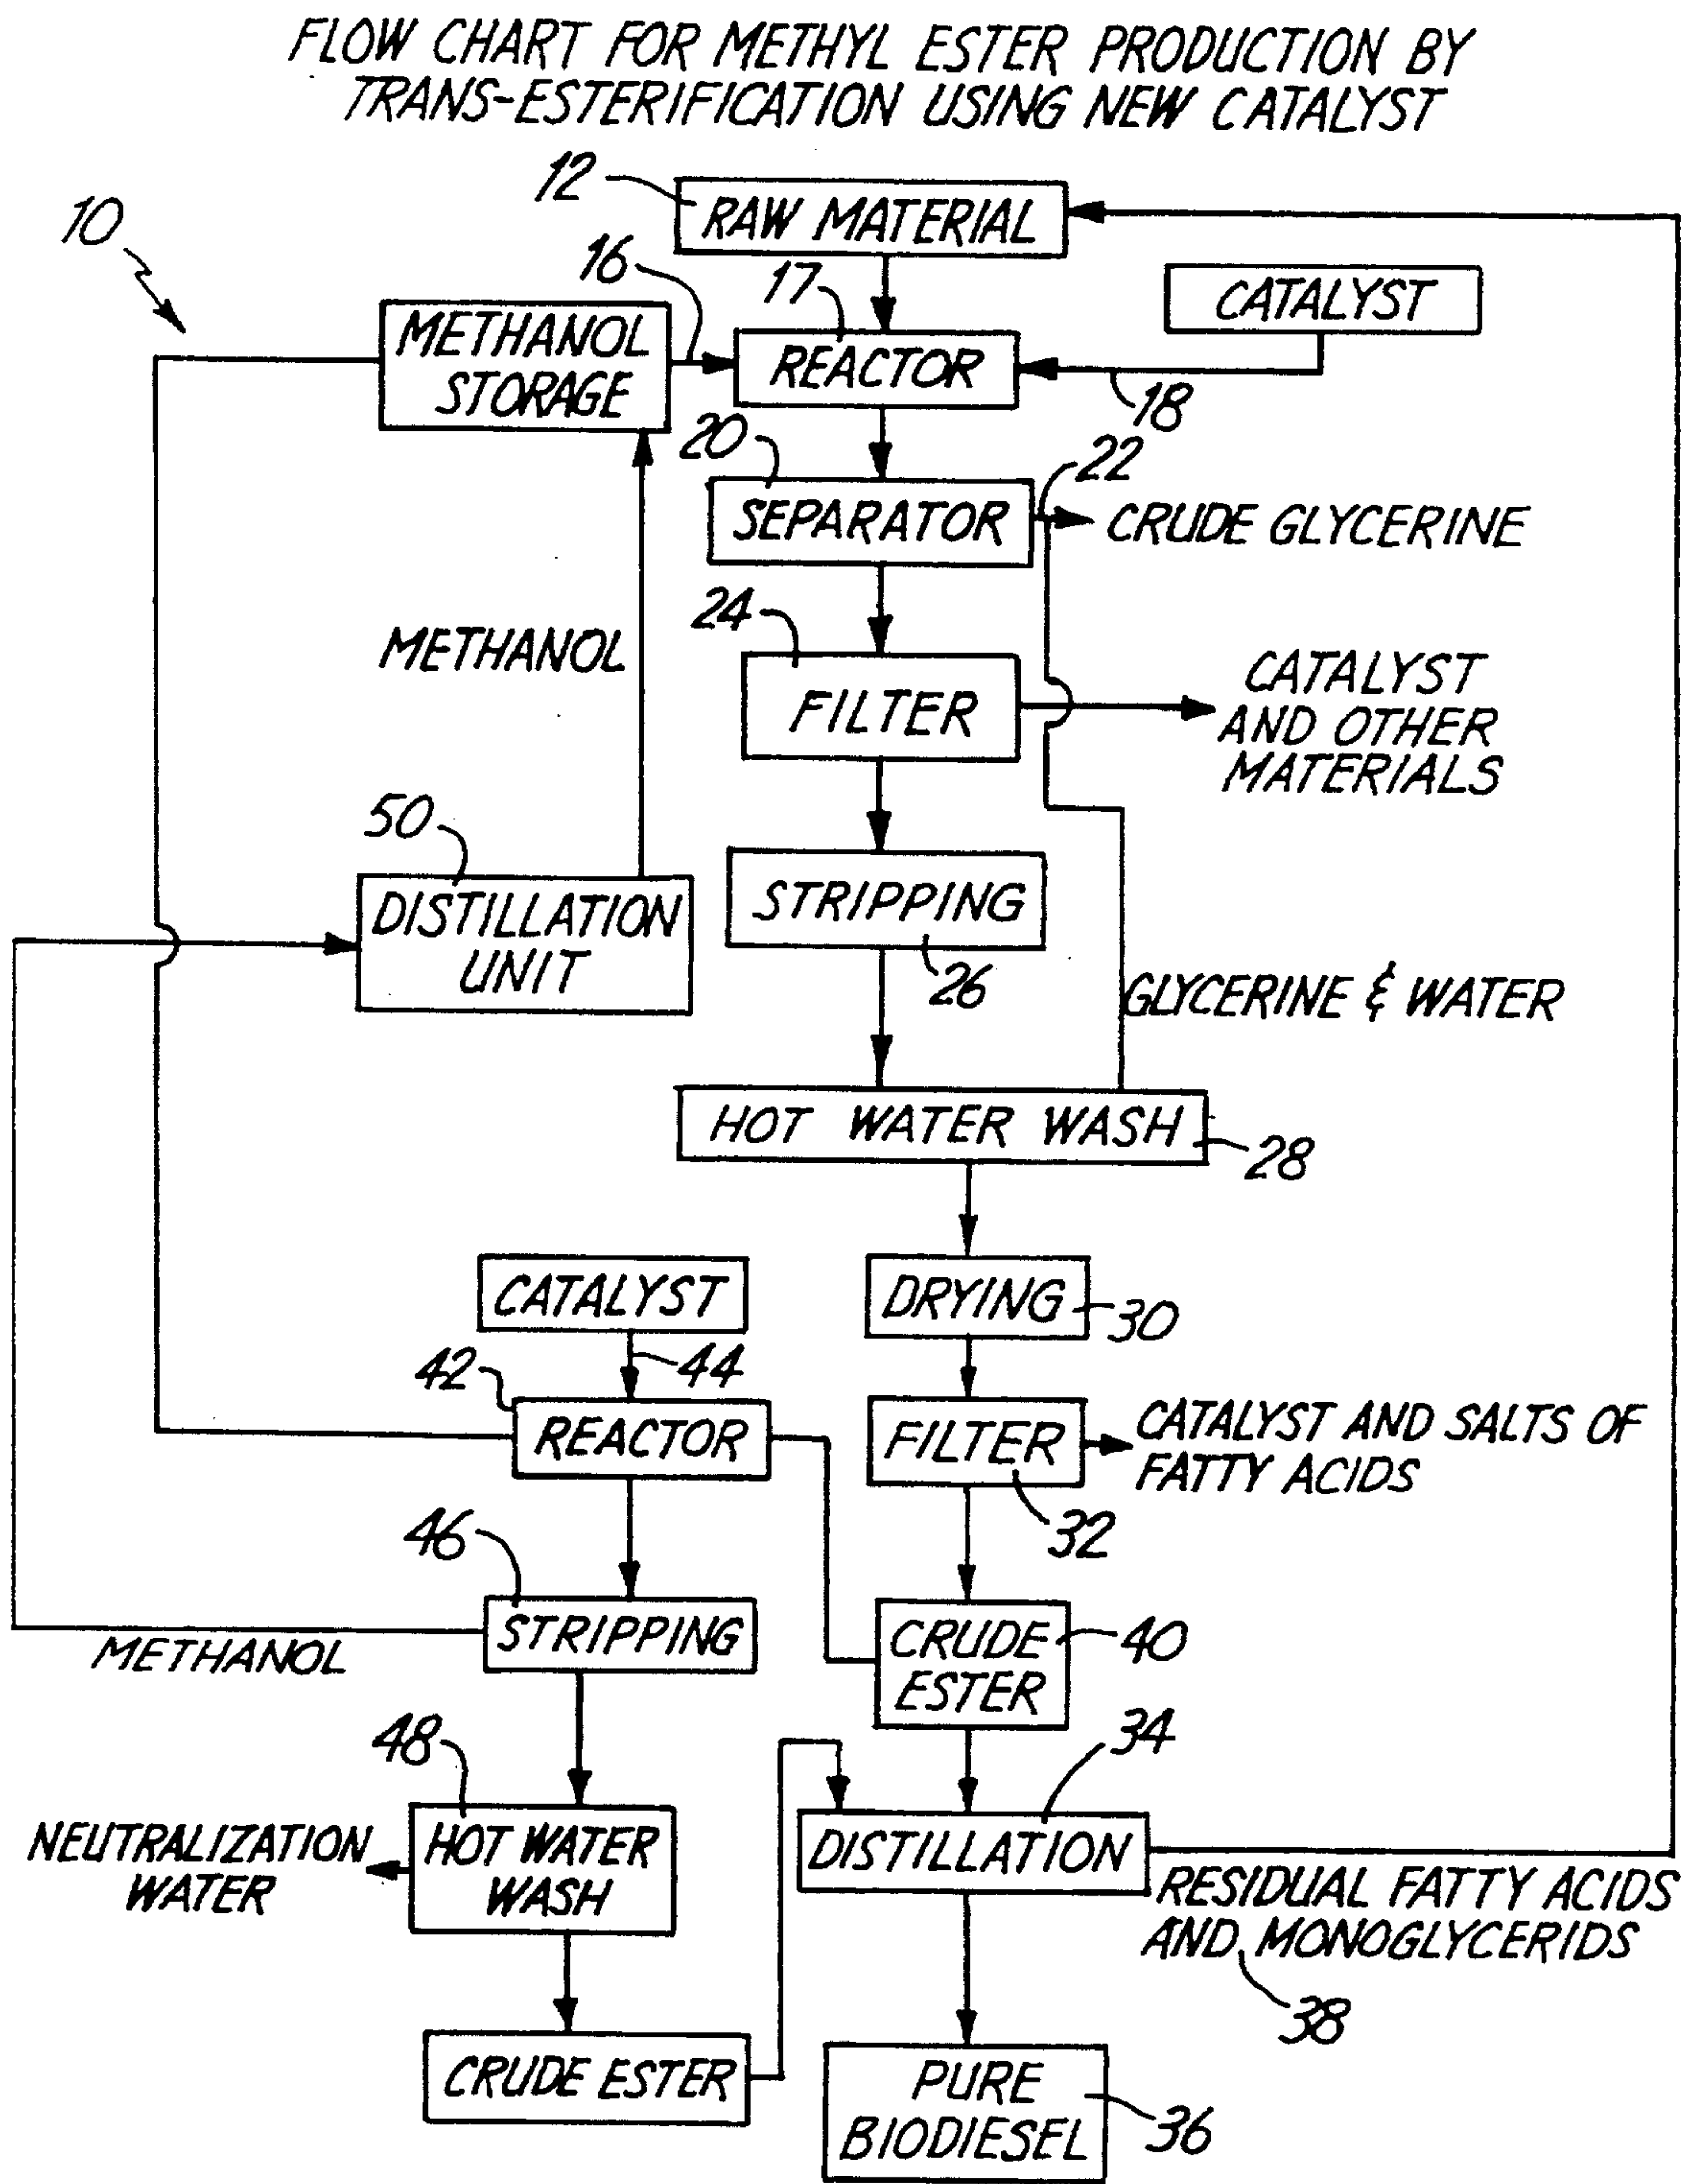 FLOW CHART FOR METHYL ESTER PRODUCTION BY
TRANS-ESTERIFICATION USING NEW CATALYST
12
RAW MATERIAL
10
16
17
CATALYST
METHANOL
STORAGE
REACTOR
18
20
22
SEPARATOR
CRUDE GLYCERINE
24
METHANOL
FILTER
CATALYST
AND OTHER
MATERIALS
50
DISTILLATION
UNIT
STRIPPING
26
GLYCERINE & WATER
HOT WATER WASH
28
CATALYST
DRYING
30
44
42
REACTOR
FILTER
CATALYST AND SALTS OF
FATTY ACIDS
32
46
STRIPPING
METHANOL
CRUDE
ESTER
40
34
48
NEUTRALIZATION
WATER
HOT WATER
WASH
DISTILLATION
RESIDUAL FATTY ACIDS
AND MONOGLYCERIDS
38
CRUDE ESTER
PURE
BIODIESEL
36